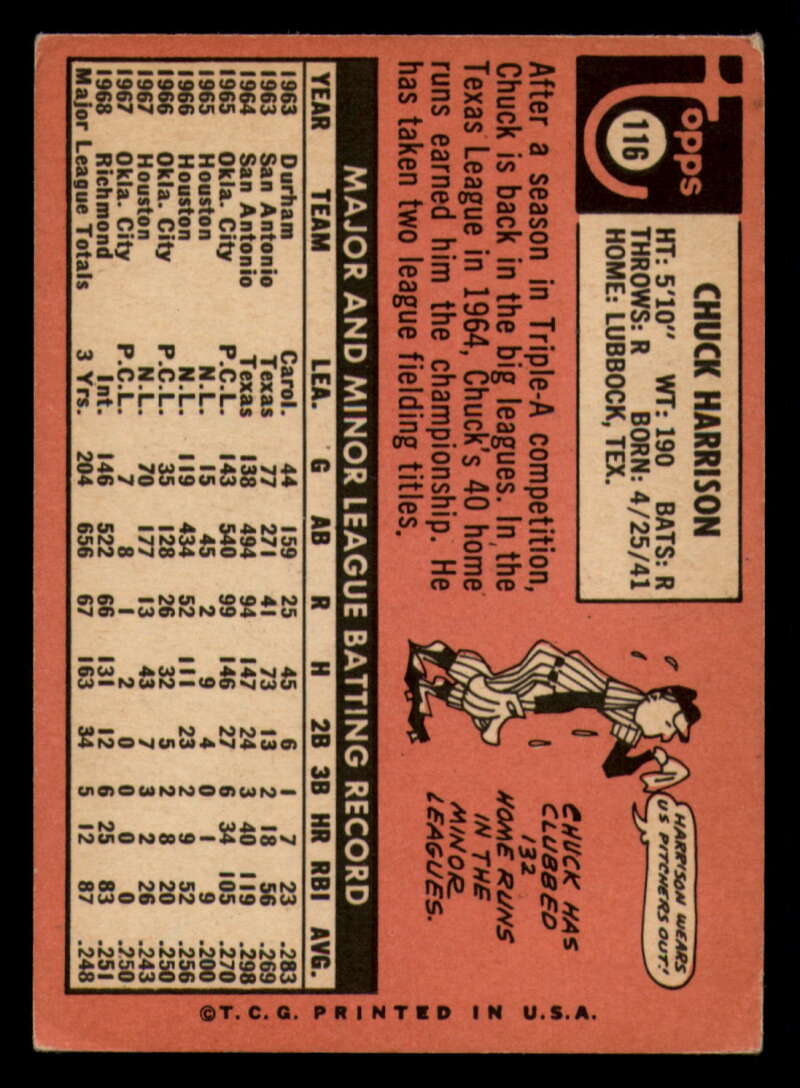 Topps
116
CHUCK HARRISON
HT: 5'10" WT: 190 BATS: R
THROWS: R BORN: 4/25/41
HOME: LUBBOCK, TEX.
After a season in Triple-A competition,
Chuck is back in the big leagues. In the
Texas League in 1964, Chuck's 40 home
runs earned him the championship. He
has taken two league fielding titles.
HARRISON WEARS
US PITCHERS OUT!
CHUCK HAS
CLUBBED
132
HOME RUNS
IN THE
MINOR
LEAGUES.
MAJOR AND MINOR LEAGUE BATTING RECORD
YEAR TEAM LEA. G AB R H 2B 3B HR RBI AVG.
1963 Durham Carol. 44 159 25 45 6 1 7 23 .283
1963 San Antonio Texas 77 271 41 73 13 2 18 56 .269
1964 San Antonio Texas 138 494 94 147 24 3 40 119 .298
1965 Okla. City P.C.L. 143 540 99 146 27 6 34 105 .270
1965 Houston N.L. 15 45 2 9 4 0 1 9 .200
1966 Houston N.L. 119 434 52 111 23 2 9 52 .256
1966 Okla. City P.C.L. 35 128 26 32 5 2 8 20 .250
1967 Houston N.L. 70 177 13 43 7 3 2 26 .243
1967 Okla. City P.C.L. 7 8 1 2 0 0 0 0 .250
1968 Richmond Int. 146 522 66 131 12 6 25 83 .251
Major League Totals 3 Yrs. 204 656 67 163 34 5 12 87 .248
©T.C.G. PRINTED IN U.S.A.